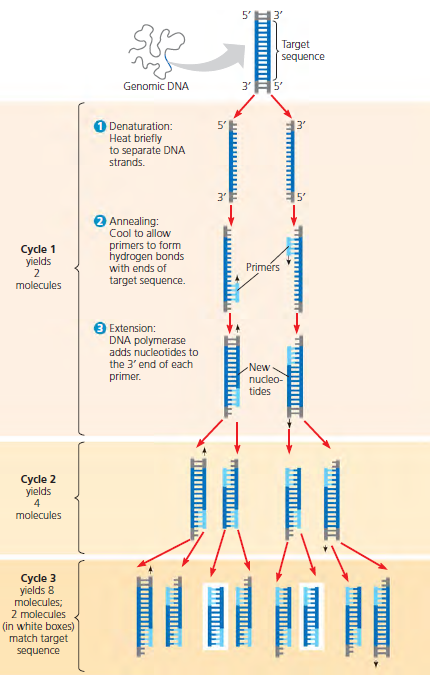 5′ 3′
Target
sequence
Genomic DNA
3′ 5′
1 Denaturation:
Heat briefly
to separate DNA
strands.
5′ 3′
3′ 5′
2 Annealing:
Cool to allow
primers to form
hydrogen bonds
with ends of
target sequence.
Primers
Cycle 1
yields
2
molecules
3 Extension:
DNA polymerase
adds nucleotides to
the 3′ end of each
primer.
New
nucleo-
tides
Cycle 2
yields
4
molecules
Cycle 3
yields 8
molecules;
2 molecules
(in white boxes)
match target
sequence